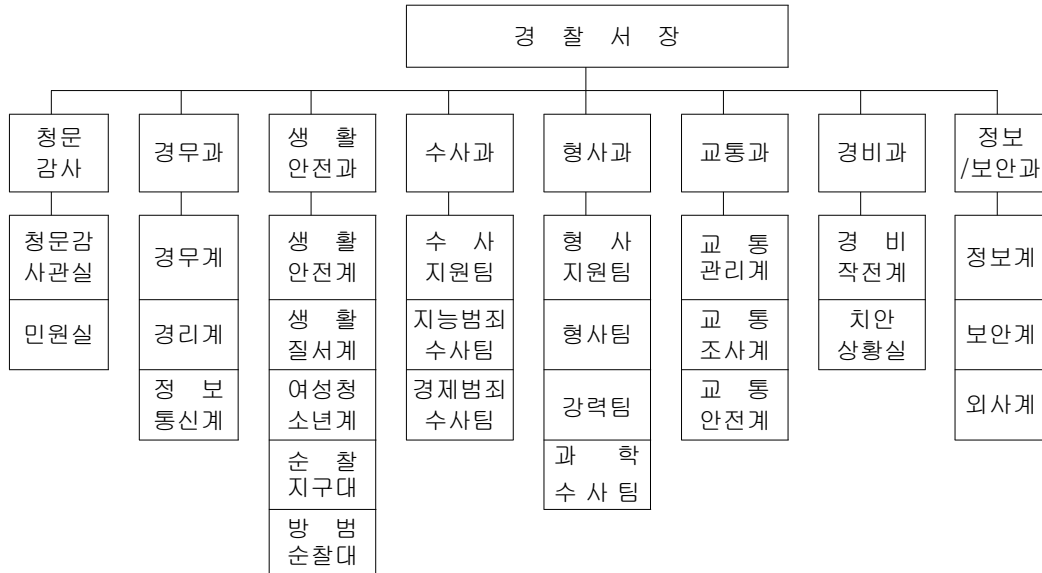 경 찰 서 장
청문
감사
경무과
생 활
안전과
수사과
형사과
교통과
경비과
정보
/보안과
청문감
사관실
민원실
경무계
경리계
정 보
통신계
생 활
안전계
생 활
질서계
여성청
소년계
순 찰
지구대
방 범
순찰대
수 사
지원팀
지능범죄
수사팀
경제범죄
수사팀
형 사
지원팀
형사팀
강력팀
과 학
수 사 팀
교 통
관리계
교 통
조사계
교 통
안전계
경 비
작전계
치안
상황실
정보계
보안계
외사계